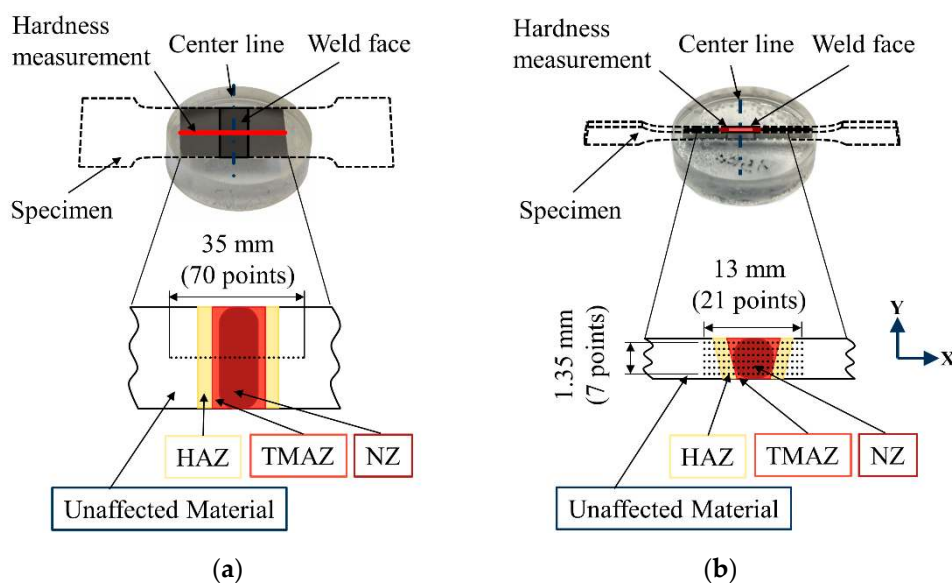 Hardness
measurement
Center line
Weld face
Specimen
35 mm
(70 points)
HAZ
TMAZ
NZ
Unaffected Material
(a)
Hardness
measurement
Center line
Weld face
Specimen
13 mm
(21 points)
1.35 mm
(7 points)
Y
X
HAZ
TMAZ
NZ
Unaffected Material
(b)